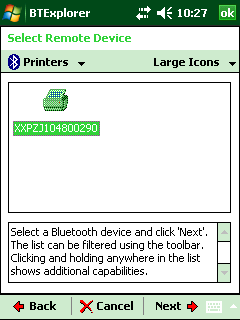 BTExplorer 10:27 ok
Select Remote Device
Printers Large Icons
XXPZJ104800290
Select a Bluetooth device and click 'Next'.
The list can be filtered using the toolbar.
Clicking and holding anywhere in the list
shows additional capabilities.
Back Cancel Next